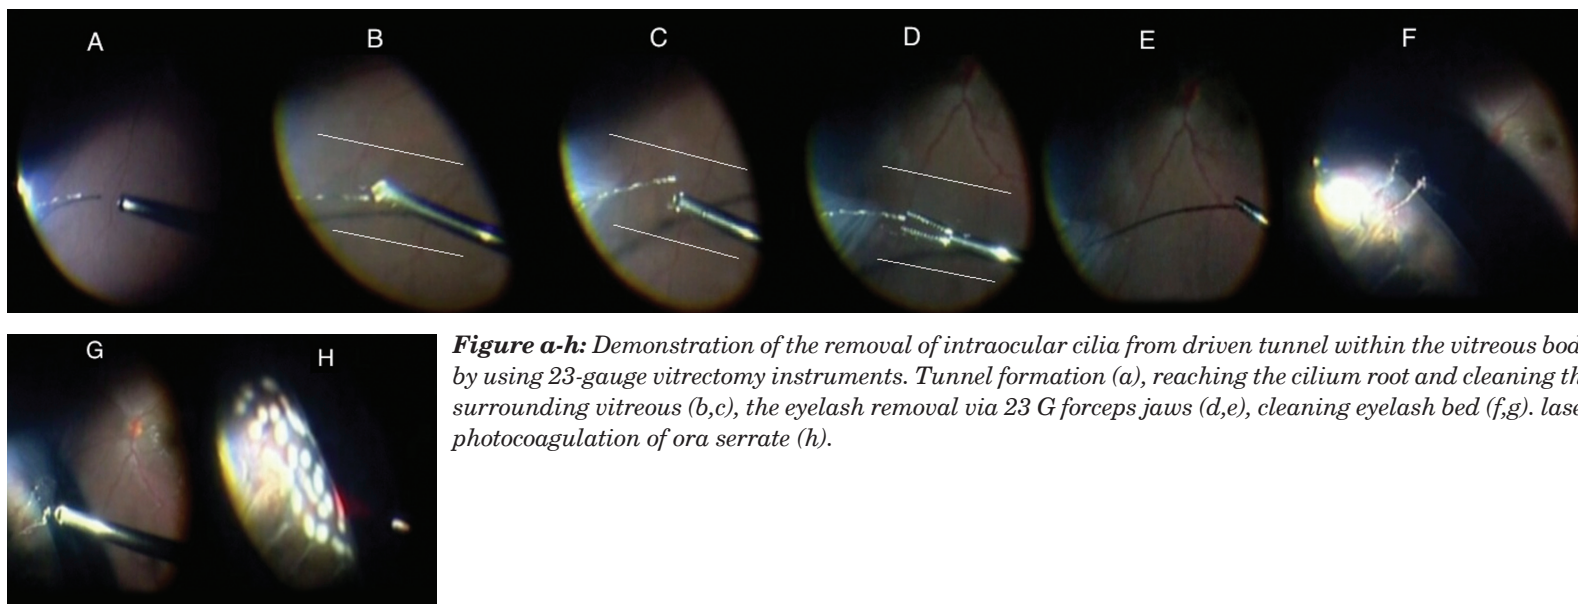 A B C D E F
G H
Figure a-h: Demonstration of the removal of intraocular cilia from driven tunnel within the vitreous bod
by using 23-gauge vitrectomy instruments. Tunnel formation (a), reaching the cilium root and cleaning th
surrounding vitreous (b,c), the eyelash removal via 23 G forceps jaws (d,e), cleaning eyelash bed (f,g). lase
photocoagulation of ora serrate (h).